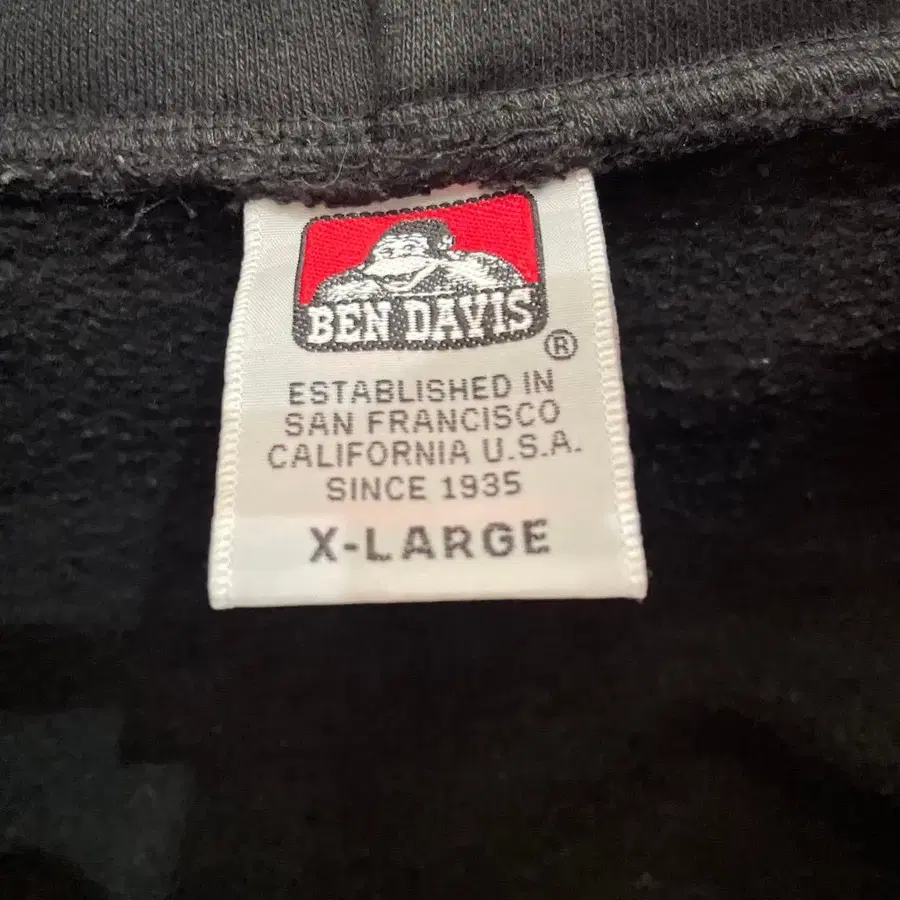 BEN DAVIS
®
ESTABLISHED IN
SAN FRANCISCO
CALIFORNIA U.S.A.
SINCE 1935
X-LARGE